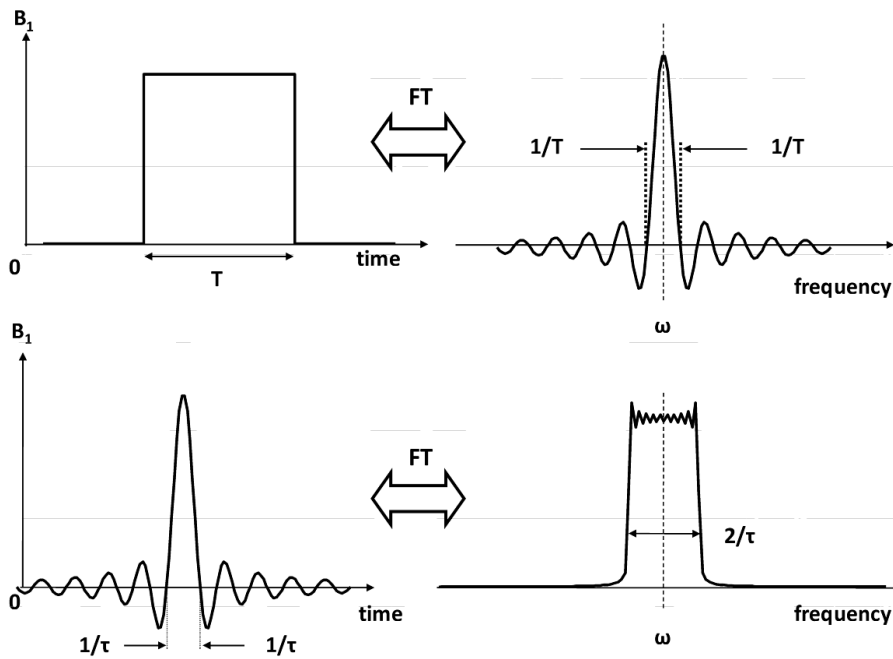 B₁
FT
1/T
1/T
0
T
time
frequency
ω
B₁
FT
2/τ
0
time
1/τ
1/τ
frequency
ω